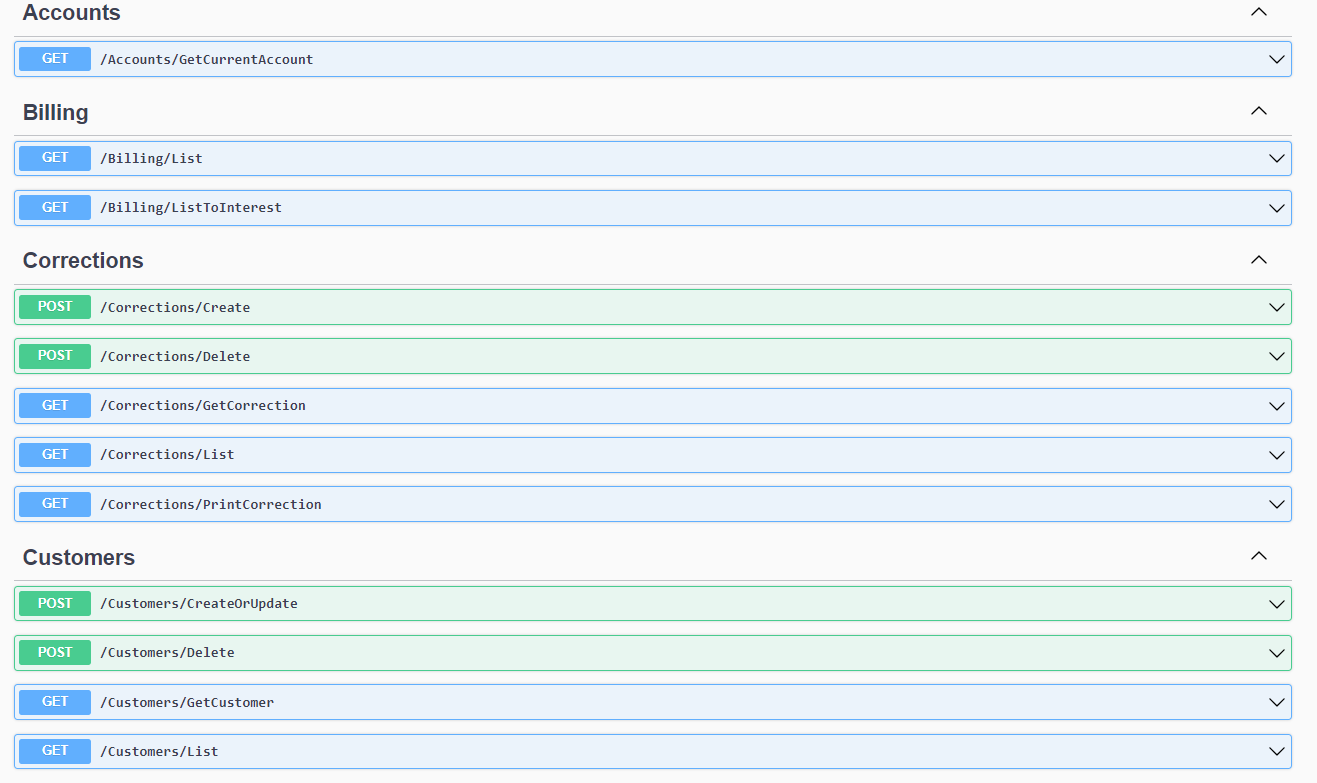 Accounts
GET /Accounts/GetCurrentAccount
Billing
GET /Billing/List
GET /Billing/ListToInterest
Corrections
POST /Corrections/Create
POST /Corrections/Delete
GET /Corrections/GetCorrection
GET /Corrections/List
GET /Corrections/PrintCorrection
Customers
POST /Customers/CreateOrUpdate
POST /Customers/Delete
GET /Customers/GetCustomer
GET /Customers/List